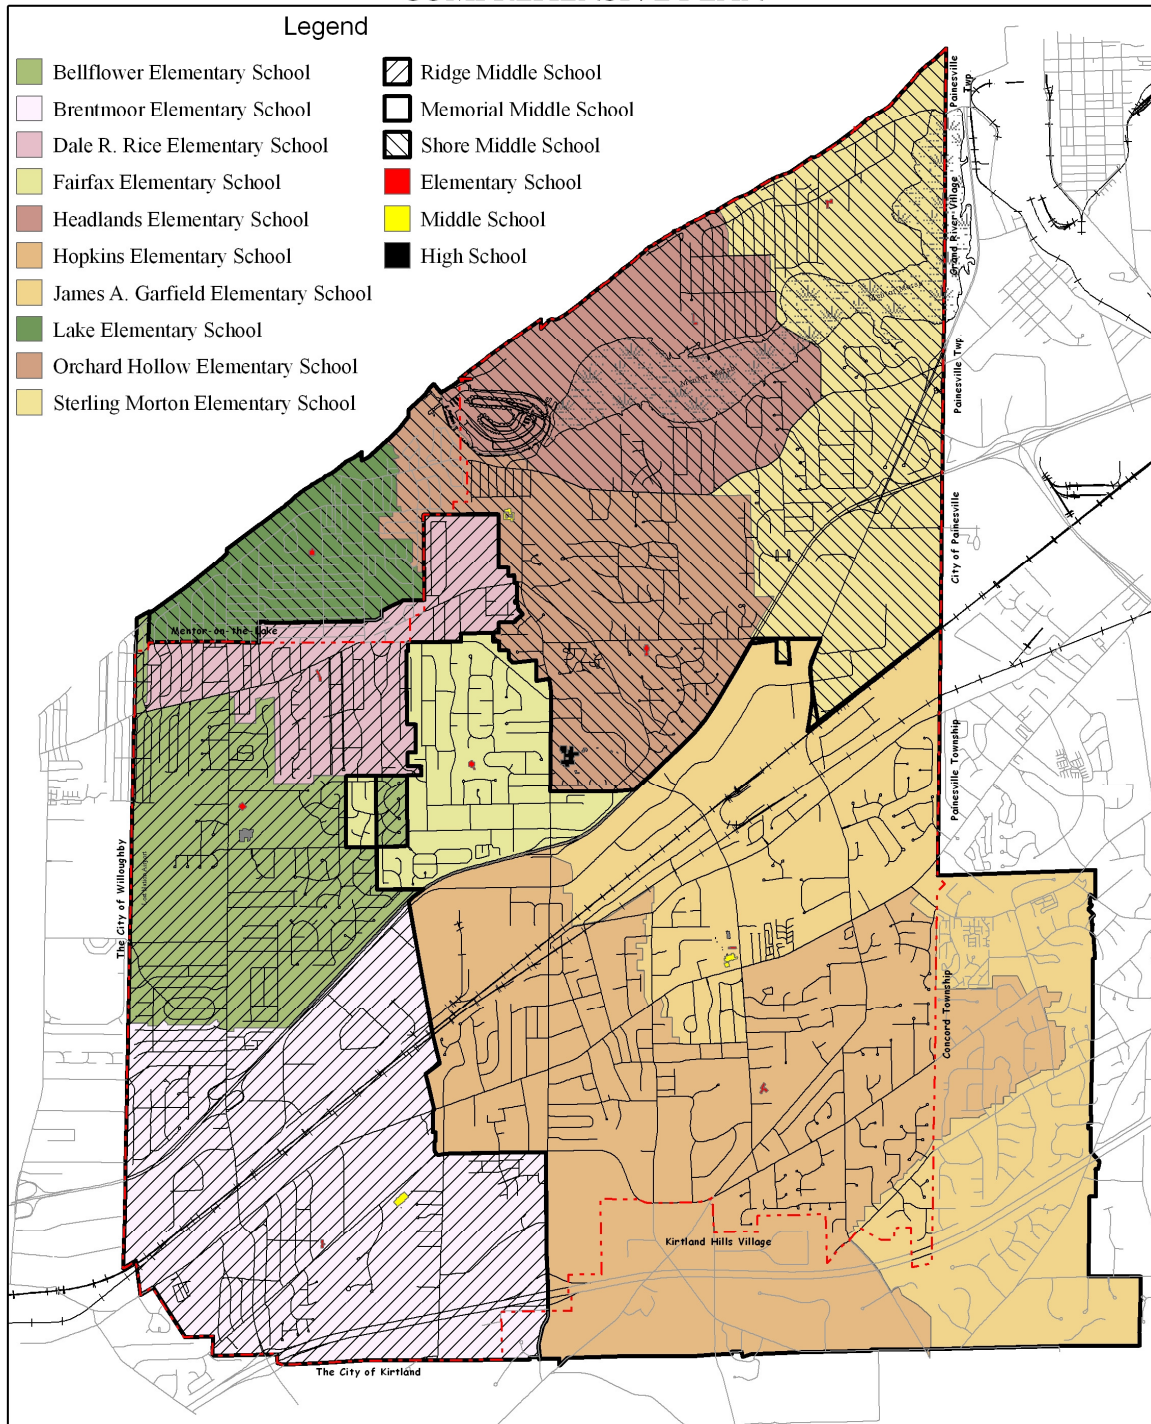 Legend
Bellflower Elementary School
Brentmoor Elementary School
Dale R. Rice Elementary School
Fairfax Elementary School
Headlands Elementary School
Hopkins Elementary School
James A. Garfield Elementary School
Lake Elementary School
Orchard Hollow Elementary School
Sterling Morton Elementary School
Ridge Middle School
Memorial Middle School
Shore Middle School
Elementary School
Middle School
High School
Painesville
Twp
Grand River Village
Mentor Marsh
Painesville Twp
Mentor Marsh
City of Painesville
Mentor-on-the-Lake
Painesville Township
The City of Willoughby
Concord Township
Kirtland Hills Village
The City of Kirtland